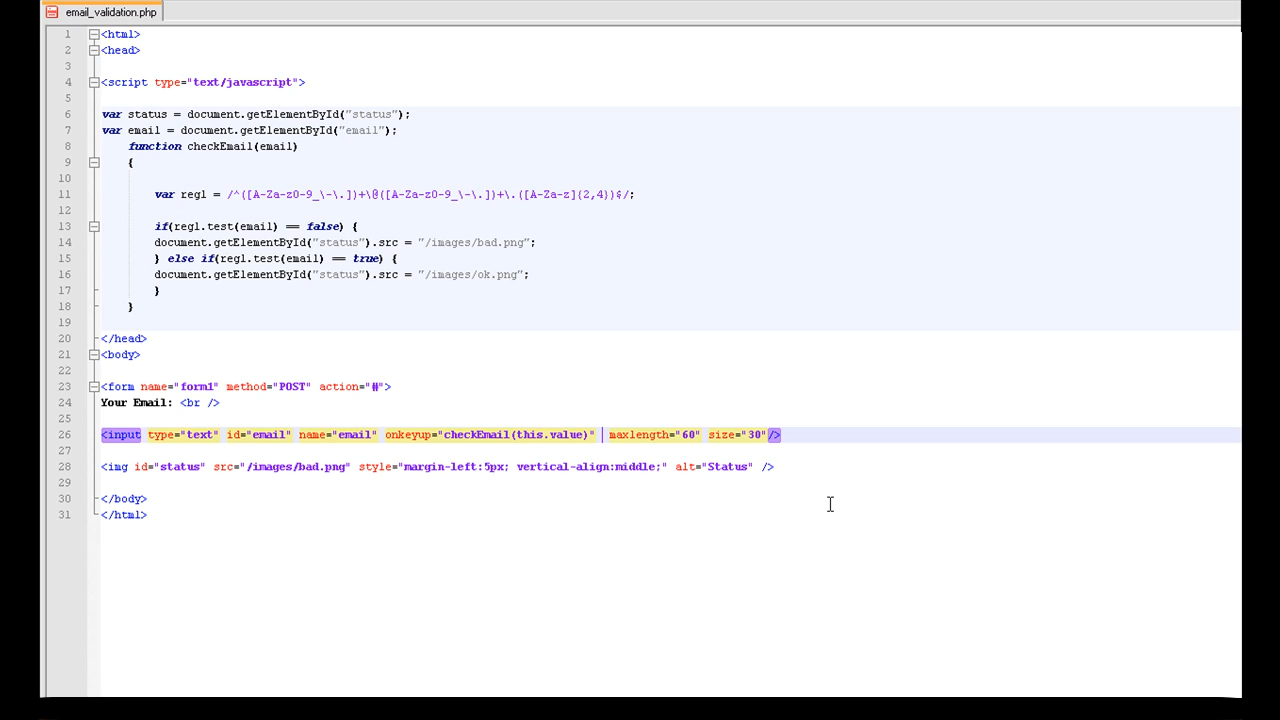 email_validation.php
1 <html>
2 <head>
3
4 <script type="text/javascript">
5
6 var status = document.getElementById("status");
7 var email = document.getElementById("email");
8 function checkEmail(email)
9 {
10
11 var reg1 = /^([A-Za-z0-9_\-\.])+\@([A-Za-z0-9_\-\.])+\.([A-Za-z]{2,4})$/;
12
13 if(reg1.test(email) == false) {
14 document.getElementById("status").src = "/images/bad.png";
15 } else if(reg1.test(email) == true) {
16 document.getElementById("status").src = "/images/ok.png";
17 }
18 }
19
20 </head>
21 <body>
22
23 <form name="form1" method="POST" action="#">
24 Your Email: <br />
25
26 <input type="text" id="email" name="email" onkeyup="checkEmail(this.value)" maxlength="60" size="30"/>
27
28 <img id="status" src="/images/bad.png" style="margin-left:5px; vertical-align:middle;" alt="Status" />
29
30 </body>
31 </html>